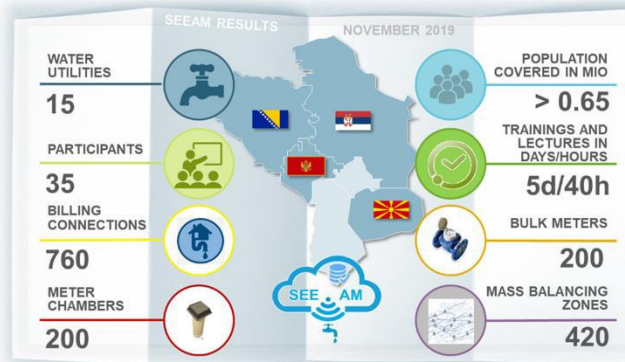 SEEAM RESULTS
NOVEMBER 2019
WATER
UTILITIES
15
PARTICIPANTS
35
BILLING
CONNECTIONS
760
METER
CHAMBERS
200
POPULATION
COVERED IN MIO
> 0.65
TRAININGS AND
LECTURES IN
DAYS/HOURS
5d/40h
BULK METERS
200
MASS BALANCING
ZONES
420
SEE AM